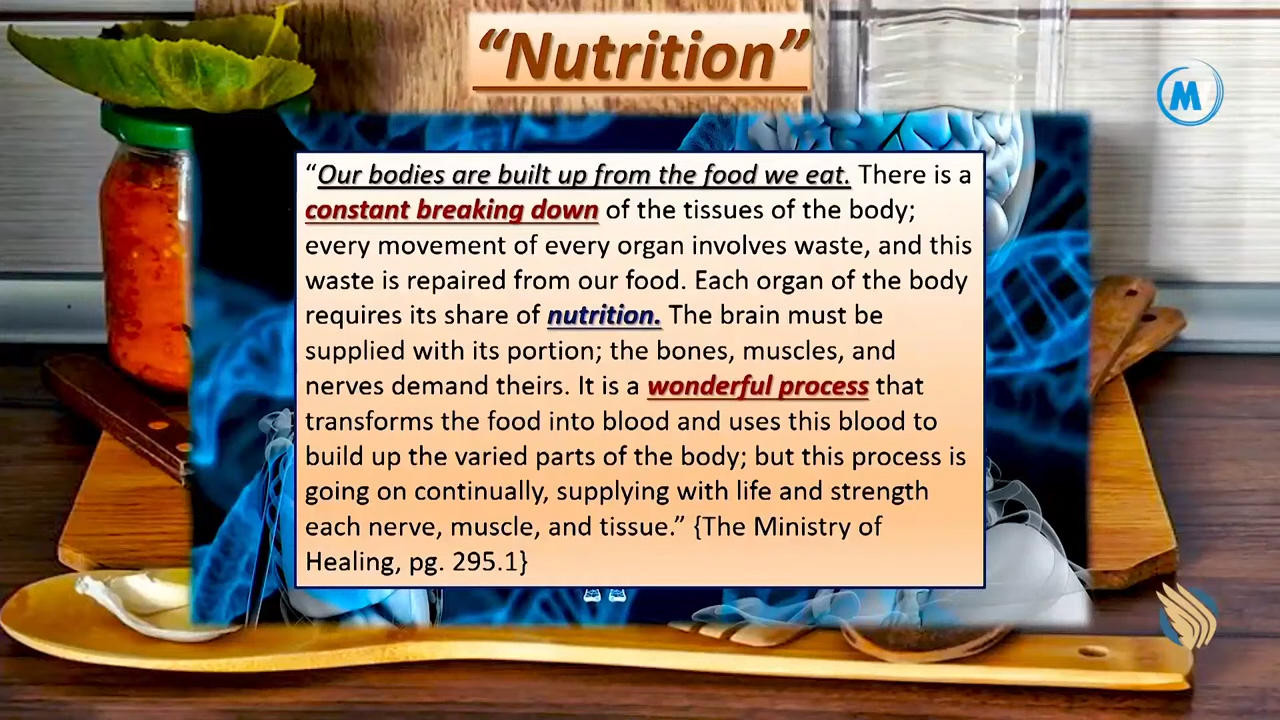 “Nutrition”
M
“Our bodies are built up from the food we eat. There is a
constant breaking down of the tissues of the body;
every movement of every organ involves waste, and this
waste is repaired from our food. Each organ of the body
requires its share of nutrition. The brain must be
supplied with its portion; the bones, muscles, and
nerves demand theirs. It is a wonderful process that
transforms the food into blood and uses this blood to
build up the varied parts of the body; but this process is
going on continually, supplying with life and strength
each nerve, muscle, and tissue.” {The Ministry of
Healing, pg. 295.1}